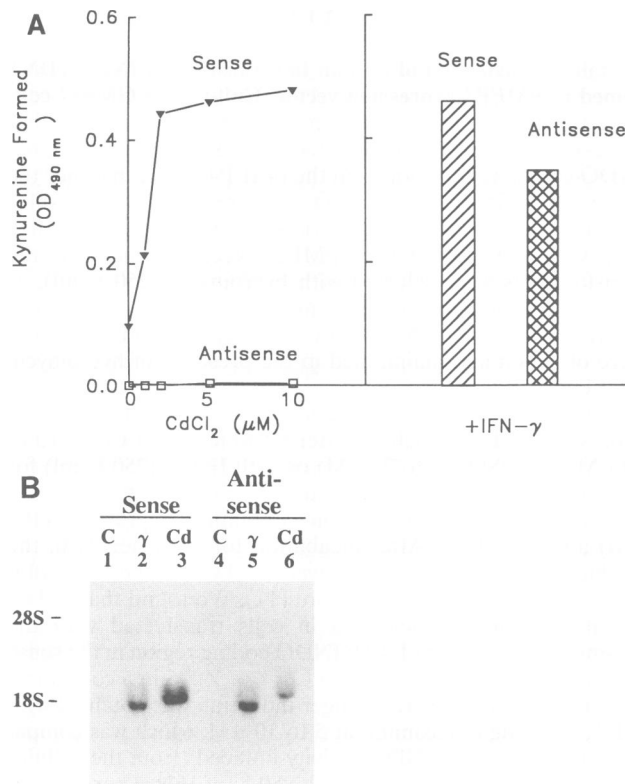 A
0.6
Sense
Sense
Antisense
0.4
Kynurenine Formed
(OD490 nm)
0.2
Antisense
0.0
0 5 10
CdCl2 (μM)
+IFN-γ
B
Sense
Anti-
sense
C γ Cd C γ Cd
1 2 3 4 5 6
28S -
18S -